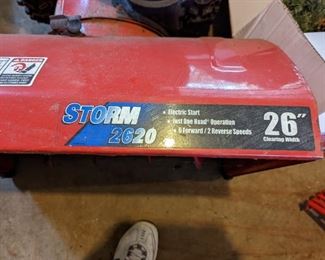 STORM
2620
Electric Start
Just One Hand® Operation
6 Forward / 2 Reverse Speeds
26"
Clearing Width